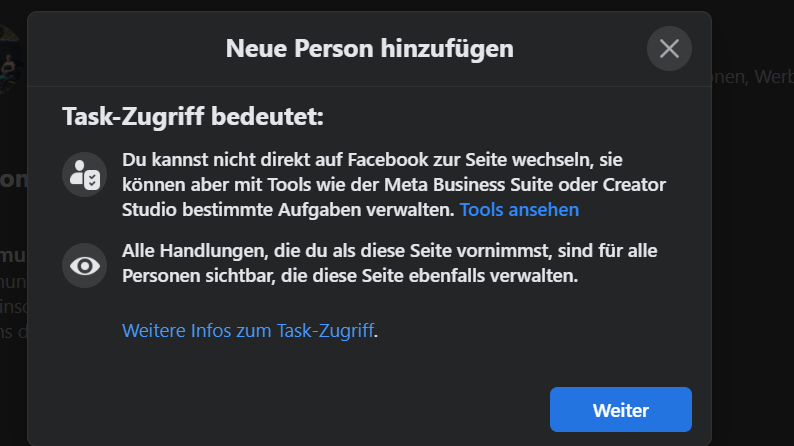 Neue Person hinzufügen
onen, Werb
Task-Zugriff bedeutet:
Du kannst nicht direkt auf Facebook zur Seite wechseln, sie
können aber mit Tools wie der Meta Business Suite oder Creator
Studio bestimmte Aufgaben verwalten. Tools ansehen
Alle Handlungen, die du als diese Seite vornimmst, sind für alle
Personen sichtbar, die diese Seite ebenfalls verwalten.
Weitere Infos zum Task-Zugriff.
Weiter